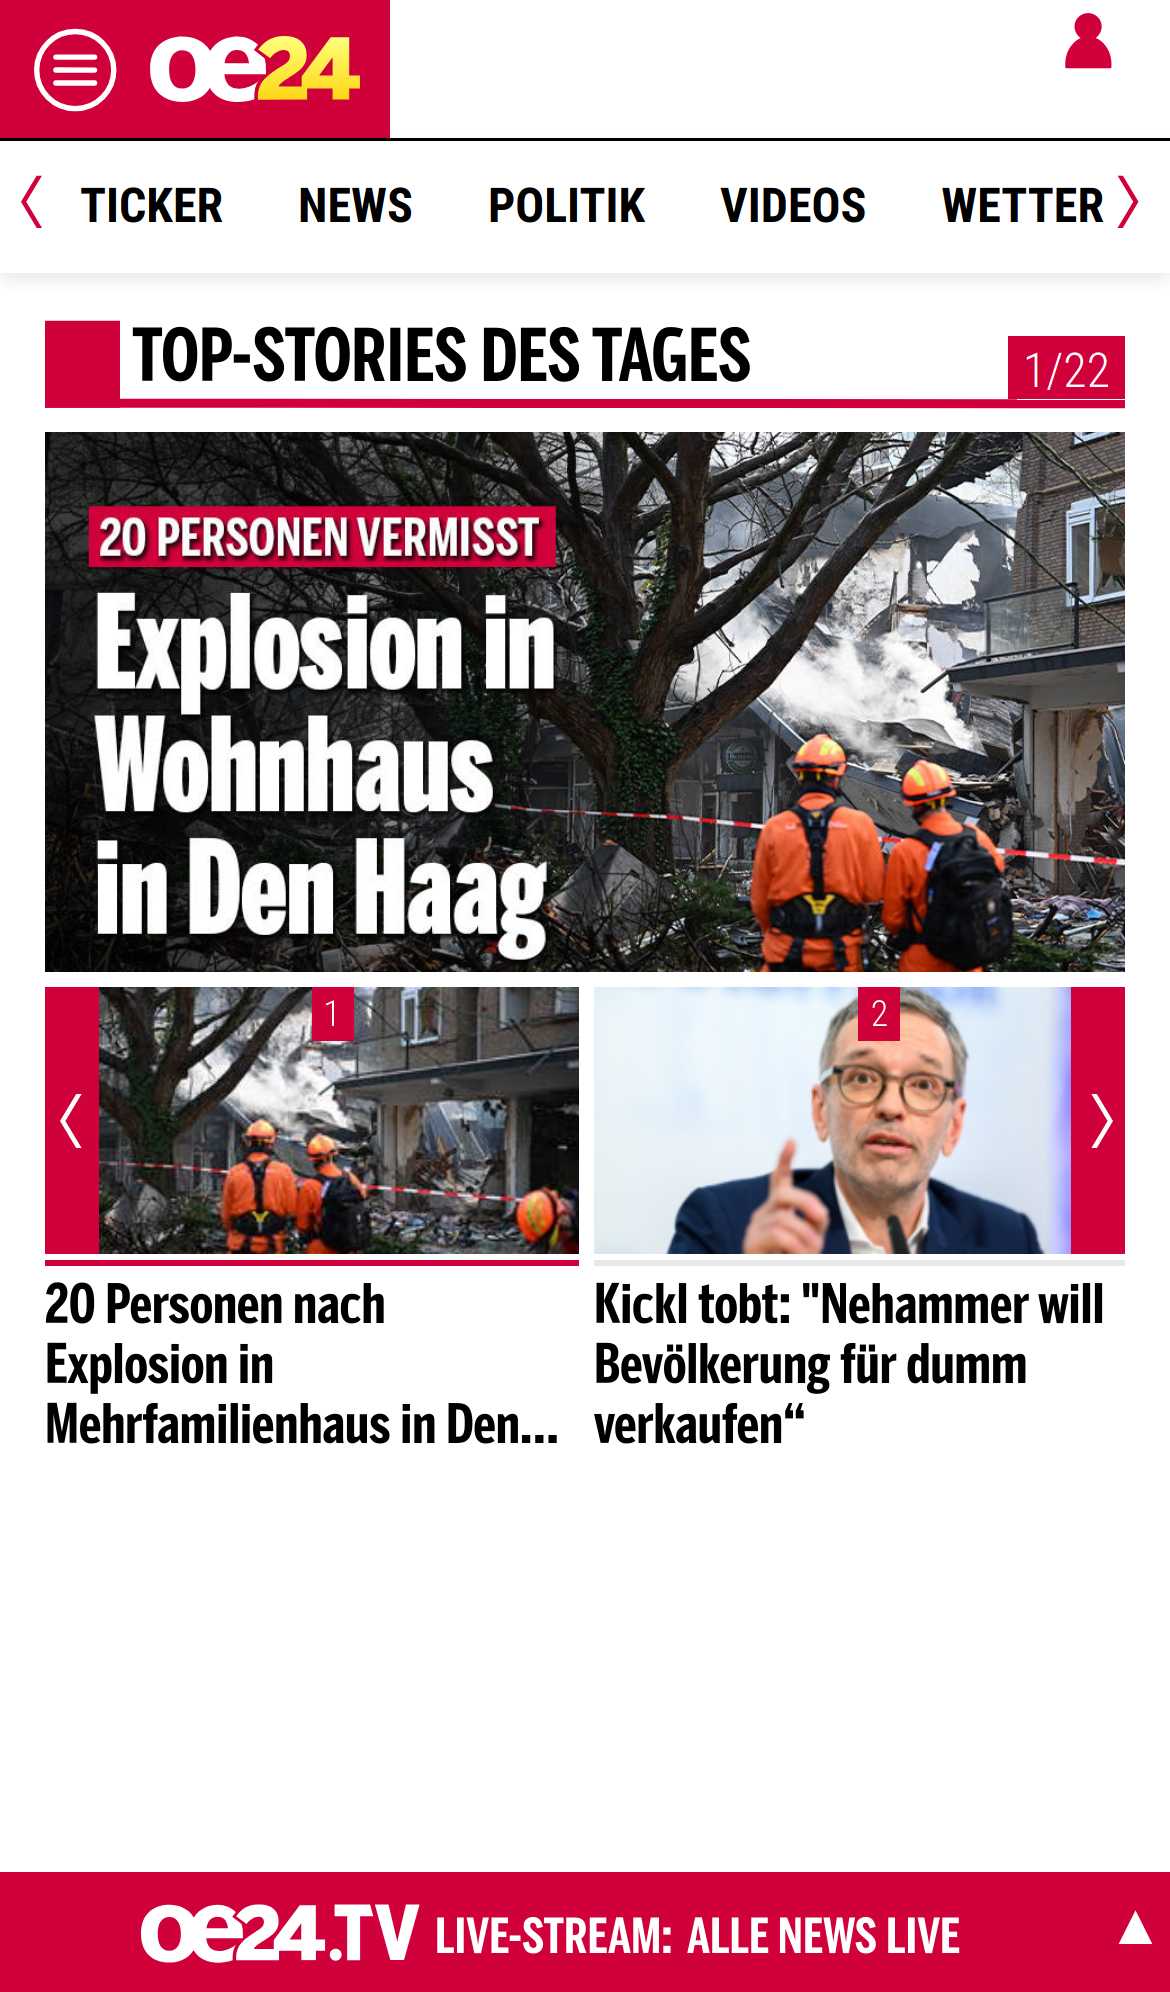 oe24
TICKER NEWS POLITIK VIDEOS WETTER
TOP-STORIES DES TAGES
1/22
20 PERSONEN VERMISST
Explosion in
Wohnhaus
in Den Haag
1
20 Personen nach
Explosion in
Mehrfamilienhaus in Den...
2
Kickl tobt: "Nehammer will
Bevölkerung für dumm
verkaufen“
oe24.TV LIVE-STREAM: ALLE NEWS LIVE